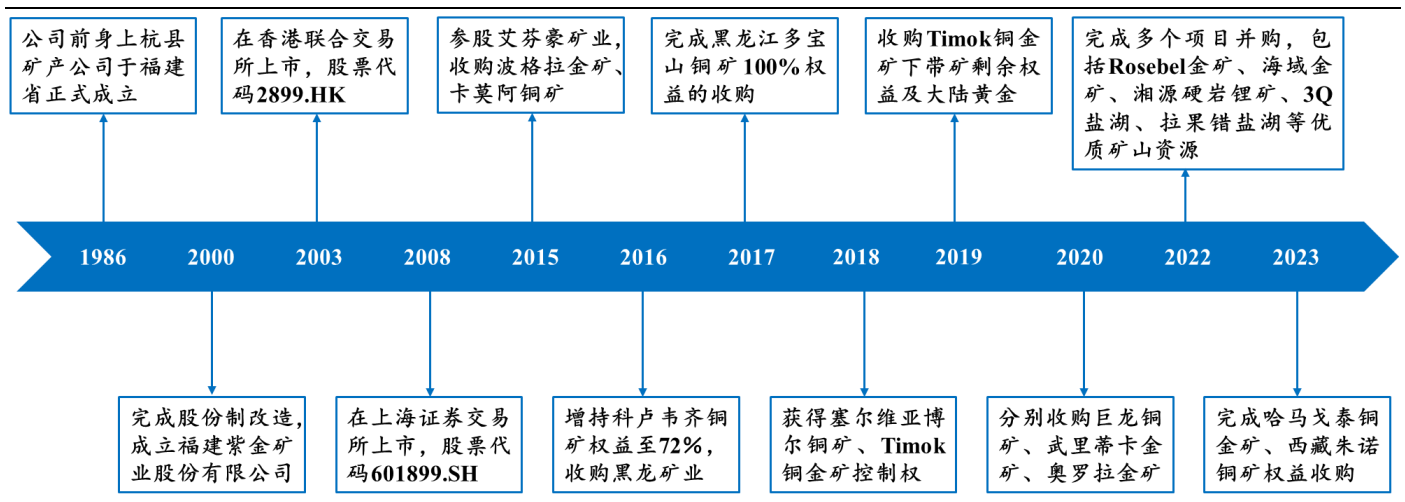 公司前身上杭县
矿产公司于福建
省正式成立
在香港联合交易
所上市，股票代
码2899.HK
参股艾芬豪矿业，
收购波格拉金矿、
卡莫阿铜矿
完成黑龙江多宝
山铜矿100%权
益的收购
收购Timok铜金
矿下带矿剩余权
益及大陆黄金
完成多个项目并购，包
括Rosebel金矿、海域金
矿、湘源硬岩锂矿、3Q
盐湖、拉果错盐湖等优
质矿山资源
1986 2000 2003 2008 2015 2016 2017 2018 2019 2020 2022 2023
完成股份制改造，
成立福建紫金矿
业股份有限公司
在上海证券交易
所上市，股票代
码601899.SH
增持科卢韦齐铜
矿权益至72%，
收购黑龙矿业
获得塞尔维亚博
尔铜矿、Timok
铜金矿控制权
分别收购巨龙铜
矿、武里蒂卡金
矿、奥罗拉金矿
完成哈马戈泰铜
金矿、西藏朱诺
铜矿权益收购